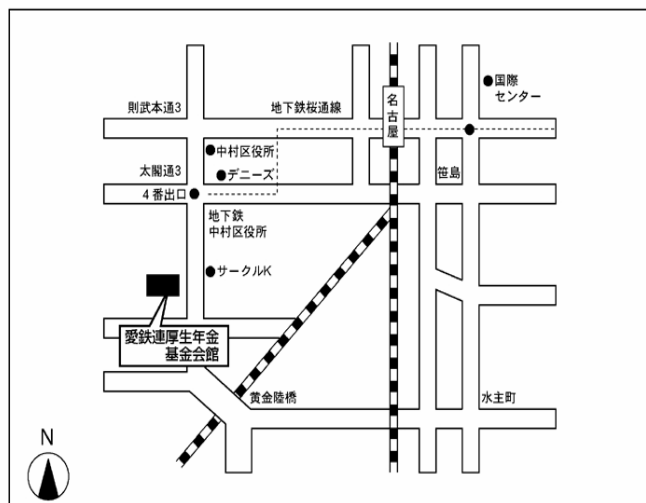 国際
センター
則武本通3
地下鉄桜通線
名古屋
中村区役所
太閤通3
デニーズ
笹島
4番出口
地下鉄
中村区役所
サークルK
愛鉄連厚生年金
基金会館
黄金陸橋
水主町
N